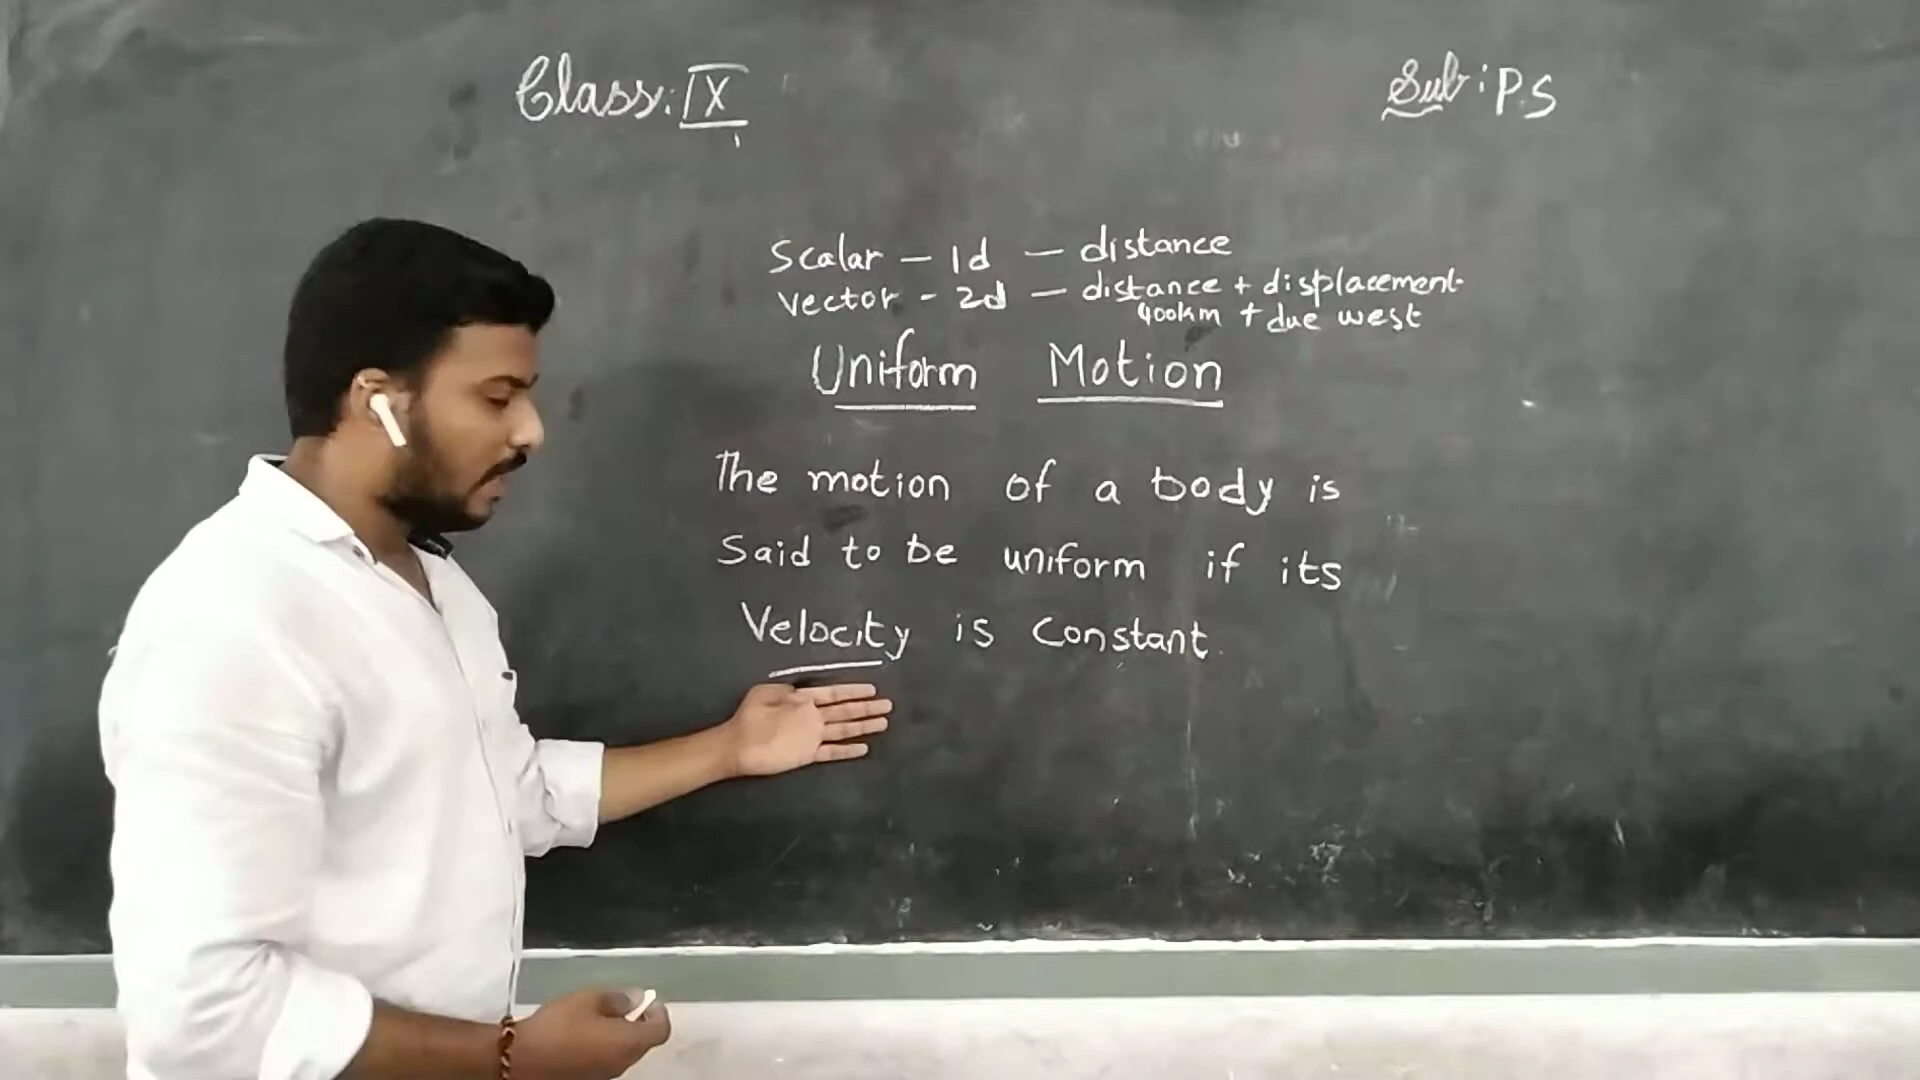 Class: IX
Sub: P.S
Scalar - 1d - distance
Vector - 2d - distance + displacement
400km + due west
Uniform Motion
The motion of a body is
Said to be uniform if its
Velocity is Constant.